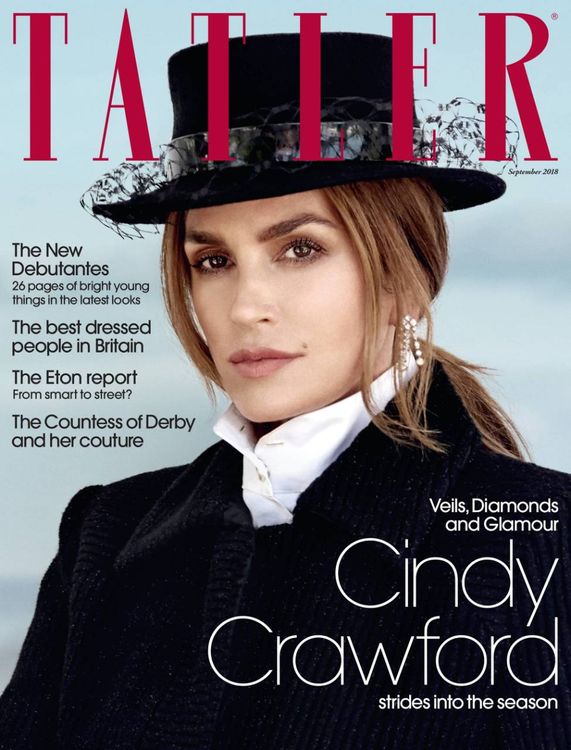 TATLER®
September 2018
The New
Debutantes
26 pages of bright young
things in the latest looks
The best dressed
people in Britain
The Eton report
From smart to street?
The Countess of Derby
and her couture
Veils, Diamonds
and Glamour
Cindy
Crawford
strides into the season